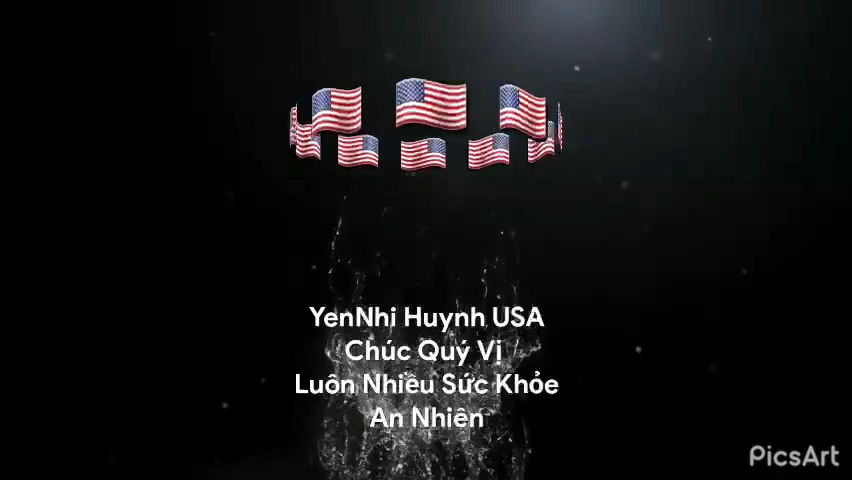 YenNhi Huynh USA
Chúc Quý Vị
Luôn Nhiều Sức Khỏe
An Nhiên
PicsArt